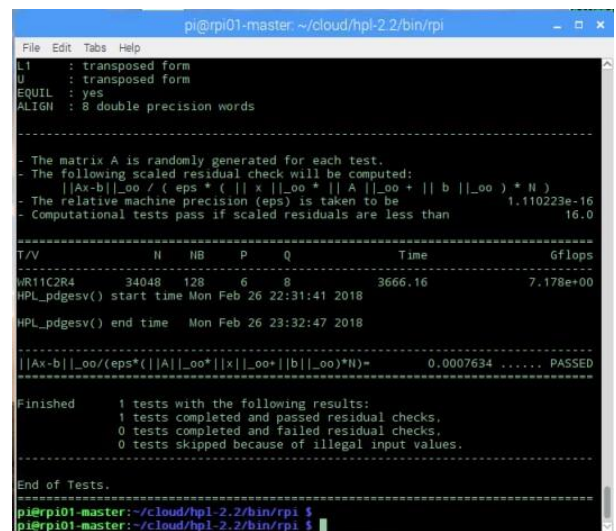 pi@rpi01-master: ~/cloud/hpl-2.2/bin/rpi
File Edit Tabs Help
L1 : transposed form
U : transposed form
EQUIL : yes
ALIGN : 8 double precision words
--------------------------------------------------------------------------------
- The matrix A is randomly generated for each test.
- The following scaled residual check will be computed:
||Ax-b||_oo / ( eps * ( || x ||_oo * || A ||_oo + || b ||_oo ) * N )
- The relative machine precision (eps) is taken to be 1.110223e-16
- Computational tests pass if scaled residuals are less than 16.0
================================================================================
T/V N NB P Q Time Gflops
--------------------------------------------------------------------------------
WR11C2R4 34048 128 6 8 3666.16 7.178e+00
HPL_pdgesv() start time Mon Feb 26 22:31:41 2018
HPL_pdgesv() end time Mon Feb 26 23:32:47 2018
--------------------------------------------------------------------------------
||Ax-b||_oo/(eps*(||A||_oo*||x||_oo+||b||_oo)*N)= 0.0007634 ...... PASSED
================================================================================
Finished 1 tests with the following results:
1 tests completed and passed residual checks,
0 tests completed and failed residual checks,
0 tests skipped because of illegal input values.
--------------------------------------------------------------------------------
End of Tests.
================================================================================
pi@rpi01-master:~/cloud/hpl-2.2/bin/rpi $
pi@rpi01-master:~/cloud/hpl-2.2/bin/rpi $